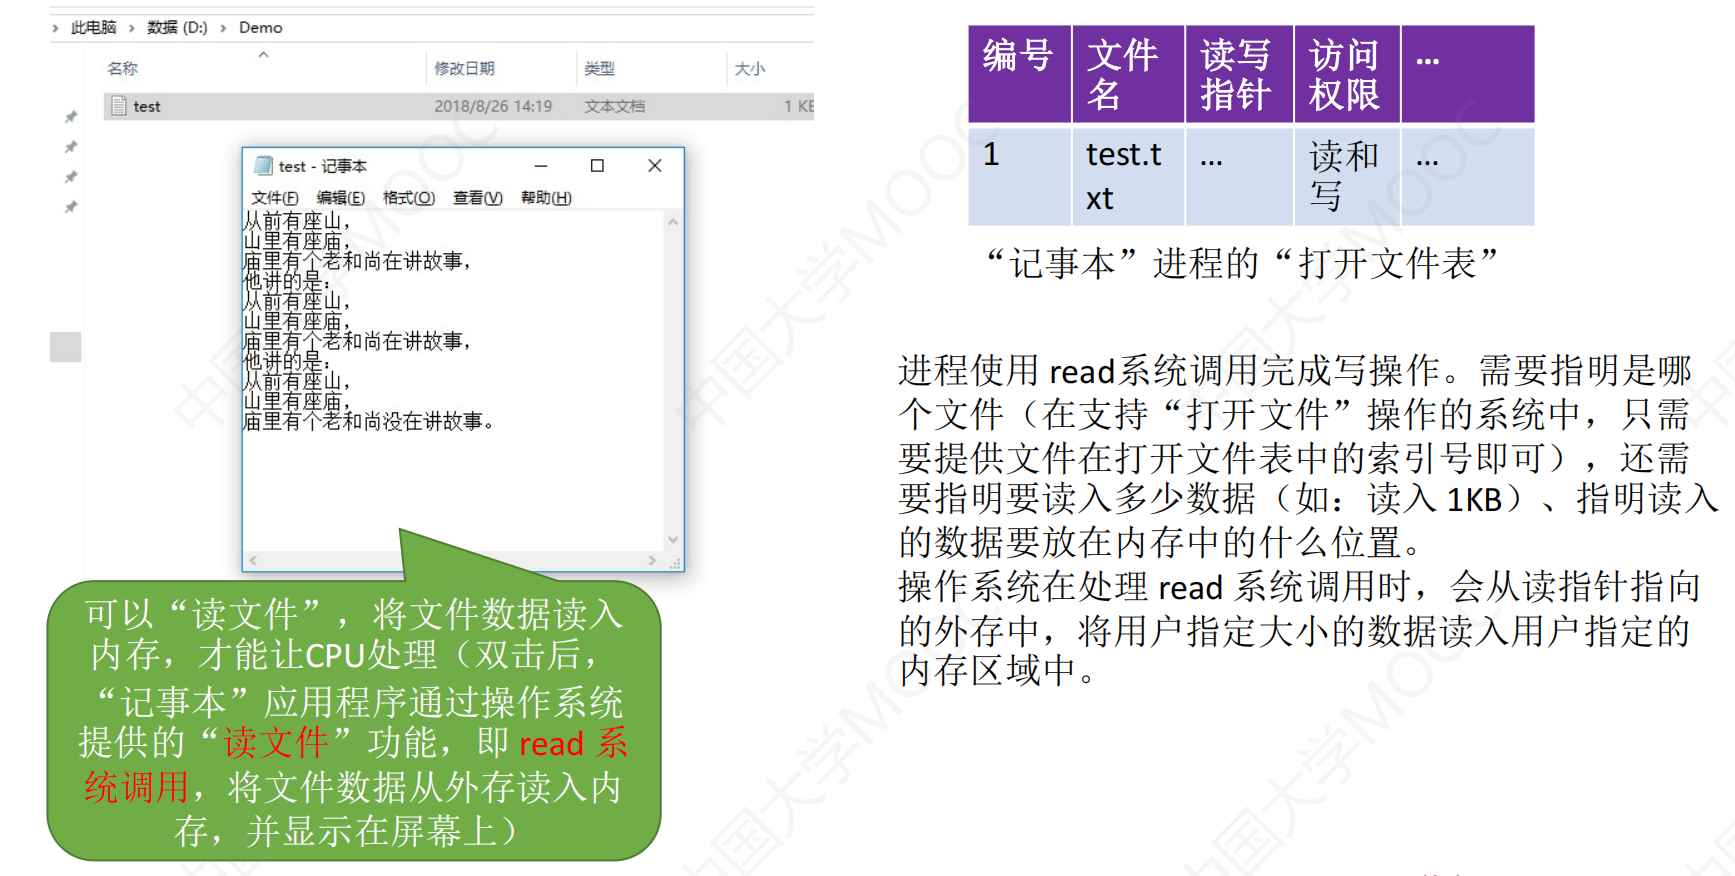 此电脑 › 数据 (D:) › Demo
名称 修改日期 类型 大小
test 2018/8/26 14:19 文本文档 1 KB
test - 记事本
文件(F) 编辑(E) 格式(O) 查看(V) 帮助(H)
从前有座山，
山里有座庙，
庙里有个老和尚在讲故事，
他讲的是：
从前有座山，
山里有座庙，
庙里有个老和尚在讲故事，
他讲的是：
从前有座山，
山里有座庙，
庙里有个老和尚没在讲故事。
可以“读文件”，将文件数据读入
内存，才能让CPU处理（双击后，
“记事本”应用程序通过操作系统
提供的“读文件”功能，即 read 系
统调用，将文件数据从外存读入内
存，并显示在屏幕上）
编号 文件名 读写指针 访问权限 ...
1 test.txt ... 读和写 ...
“记事本”进程的“打开文件表”
进程使用 read系统调用完成写操作。需要指明是哪
个文件（在支持“打开文件”操作的系统中，只需
要提供文件在打开文件表中的索引号即可），还需
要指明要读入多少数据（如：读入 1KB）、指明读入
的数据要放在内存中的什么位置。
操作系统在处理 read 系统调用时，会从读指针指向
的外存中，将用户指定大小的数据读入用户指定的
内存区域中。
中国大学MOOC